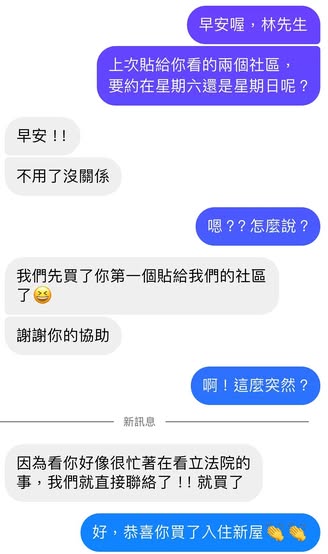 早安喔，林先生
上次貼給你看的兩個社區，
要約在星期六還是星期日呢？
早安 !!
不用了沒關係
嗯？？怎麼說？
我們先買了你第一個貼給我們的社區
了😆
謝謝你的協助
啊！這麼突然？
新訊息
因為看你好像很忙著在看立法院的
事，我們就直接聯絡了 !! 就買了
好，恭喜你買了入住新屋👏👏